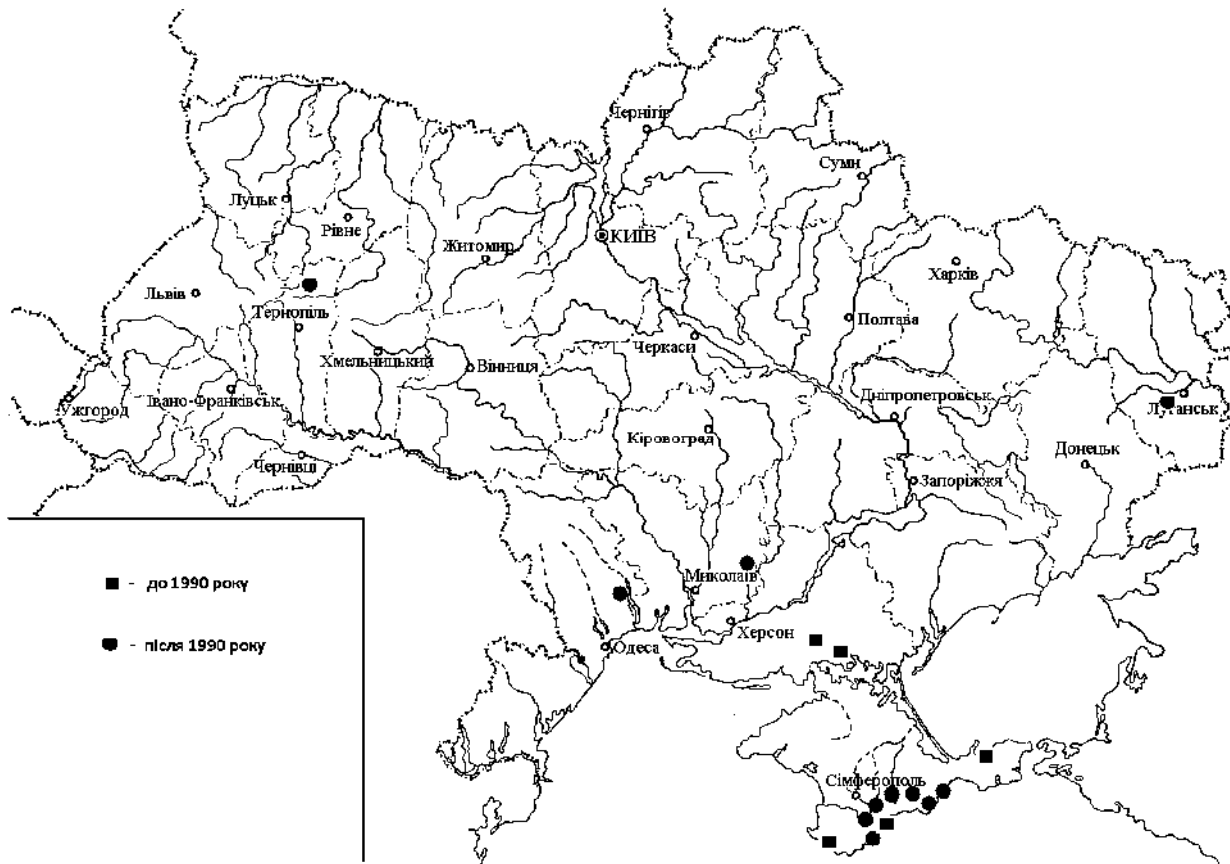 Чернігів
Суми
Луцьк
Рівне
КИЇВ
Житомир
Харків
Львів
Тернопіль
Полтава
Черкаси
Хмельницький
Вінниця
Ужгород
Івано-Франківськ
Дніпропетровськ
Луганськ
Кіровоград
Донецьк
Чернівці
Запоріжжя
Миколаїв
- до 1990 року
Херсон
- після 1990 року
Одеса
Сімферополь